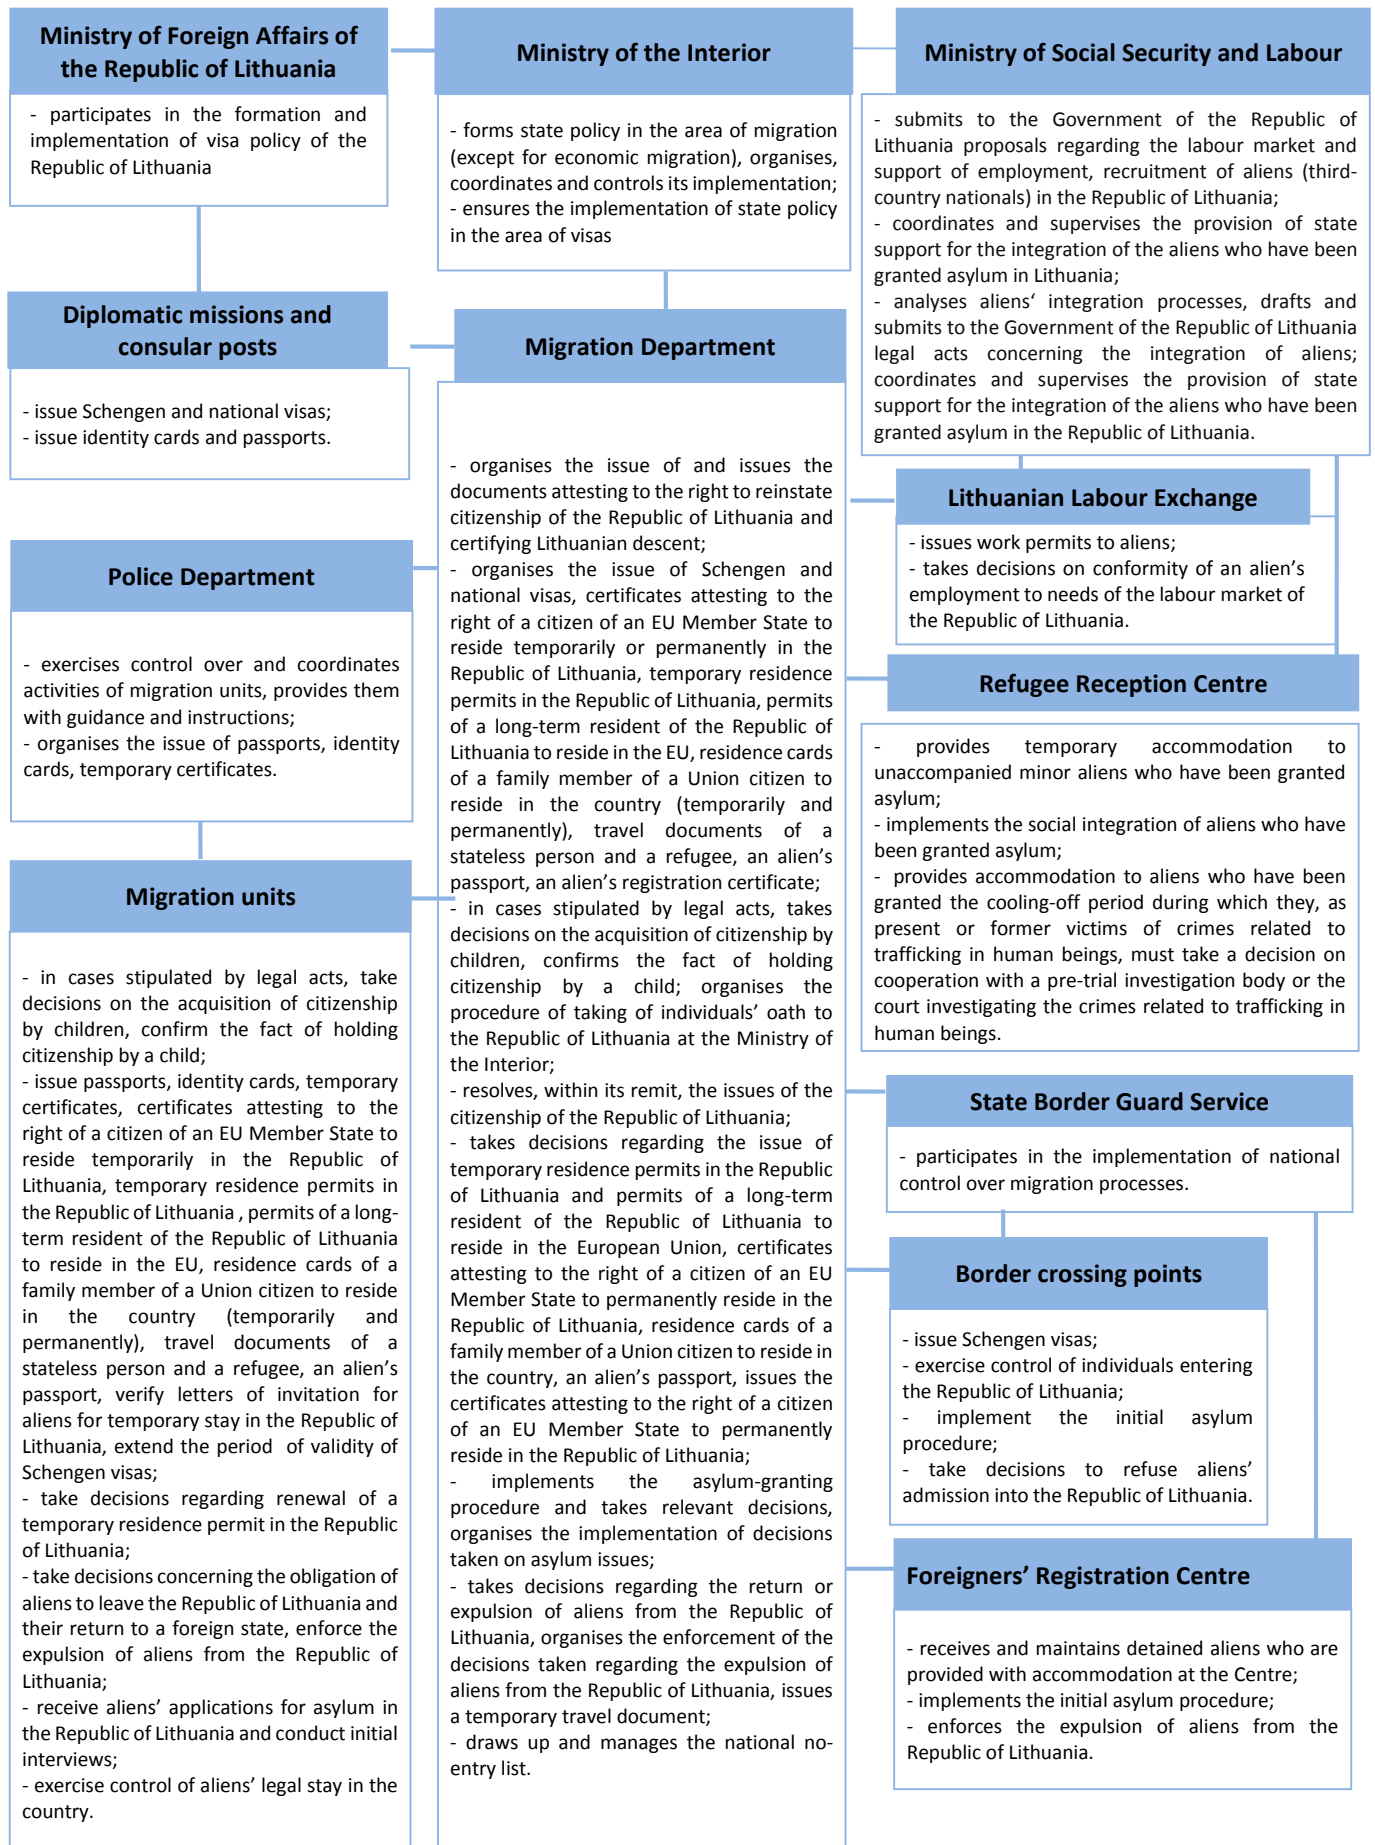 Ministry of Foreign Affairs of
the Republic of Lithuania
- participates in the formation and
implementation of visa policy of the
Republic of Lithuania
Ministry of the Interior
- forms state policy in the area of migration
(except for economic migration), organises,
coordinates and controls its implementation;
- ensures the implementation of state policy
in the area of visas
Ministry of Social Security and Labour
- submits to the Government of the Republic of
Lithuania proposals regarding the labour market and
support of employment, recruitment of aliens (third-
country nationals) in the Republic of Lithuania;
- coordinates and supervises the provision of state
support for the integration of the aliens who have been
granted asylum in Lithuania;
- analyses aliens‘ integration processes, drafts and
submits to the Government of the Republic of Lithuania
legal acts concerning the integration of aliens;
coordinates and supervises the provision of state
support for the integration of the aliens who have been
granted asylum in the Republic of Lithuania.
Diplomatic missions and
consular posts
- issue Schengen and national visas;
- issue identity cards and passports.
Police Department
- exercises control over and coordinates
activities of migration units, provides them
with guidance and instructions;
- organises the issue of passports, identity
cards, temporary certificates.
Migration units
- in cases stipulated by legal acts, take
decisions on the acquisition of citizenship
by children, confirm the fact of holding
citizenship by a child;
- issue passports, identity cards, temporary
certificates, certificates attesting to the
right of a citizen of an EU Member State to
reside temporarily in the Republic of
Lithuania, temporary residence permits in
the Republic of Lithuania , permits of a long-
term resident of the Republic of Lithuania
to reside in the EU, residence cards of a
family member of a Union citizen to reside
in the country (temporarily and
permanently), travel documents of a
stateless person and a refugee, an alien’s
passport, verify letters of invitation for
aliens for temporary stay in the Republic of
Lithuania, extend the period of validity of
Schengen visas;
- take decisions regarding renewal of a
temporary residence permit in the Republic
of Lithuania;
- take decisions concerning the obligation of
aliens to leave the Republic of Lithuania and
their return to a foreign state, enforce the
expulsion of aliens from the Republic of
Lithuania;
- receive aliens’ applications for asylum in
the Republic of Lithuania and conduct initial
interviews;
- exercise control of aliens’ legal stay in the
country.
Migration Department
- organises the issue of and issues the
documents attesting to the right to reinstate
citizenship of the Republic of Lithuania and
certifying Lithuanian descent;
- organises the issue of Schengen and
national visas, certificates attesting to the
right of a citizen of an EU Member State to
reside temporarily or permanently in the
Republic of Lithuania, temporary residence
permits in the Republic of Lithuania, permits
of a long-term resident of the Republic of
Lithuania to reside in the EU, residence cards
of a family member of a Union citizen to
reside in the country (temporarily and
permanently), travel documents of a
stateless person and a refugee, an alien’s
passport, an alien’s registration certificate;
- in cases stipulated by legal acts, takes
decisions on the acquisition of citizenship by
children, confirms the fact of holding
citizenship by a child; organises the
procedure of taking of individuals’ oath to
the Republic of Lithuania at the Ministry of
the Interior;
- resolves, within its remit, the issues of the
citizenship of the Republic of Lithuania;
- takes decisions regarding the issue of
temporary residence permits in the Republic
of Lithuania and permits of a long-term
resident of the Republic of Lithuania to
reside in the European Union, certificates
attesting to the right of a citizen of an EU
Member State to permanently reside in the
Republic of Lithuania, residence cards of a
family member of a Union citizen to reside in
the country, an alien’s passport, issues the
certificates attesting to the right of a citizen
of an EU Member State to permanently
reside in the Republic of Lithuania;
- implements the asylum-granting
procedure and takes relevant decisions,
organises the implementation of decisions
taken on asylum issues;
- takes decisions regarding the return or
expulsion of aliens from the Republic of
Lithuania, organises the enforcement of the
decisions taken regarding the expulsion of
aliens from the Republic of Lithuania, issues
a temporary travel document;
- draws up and manages the national no-
entry list.
Lithuanian Labour Exchange
- issues work permits to aliens;
- takes decisions on conformity of an alien’s
employment to needs of the labour market of
the Republic of Lithuania.
Refugee Reception Centre
- provides temporary accommodation to
unaccompanied minor aliens who have been granted
asylum;
- implements the social integration of aliens who have
been granted asylum;
- provides accommodation to aliens who have been
granted the cooling-off period during which they, as
present or former victims of crimes related to
trafficking in human beings, must take a decision on
cooperation with a pre-trial investigation body or the
court investigating the crimes related to trafficking in
human beings.
State Border Guard Service
- participates in the implementation of national
control over migration processes.
Border crossing points
- issue Schengen visas;
- exercise control of individuals entering
the Republic of Lithuania;
- implement the initial asylum
procedure;
- take decisions to refuse aliens’
admission into the Republic of Lithuania.
Foreigners’ Registration Centre
- receives and maintains detained aliens who are
provided with accommodation at the Centre;
- implements the initial asylum procedure;
- enforces the expulsion of aliens from the
Republic of Lithuania.